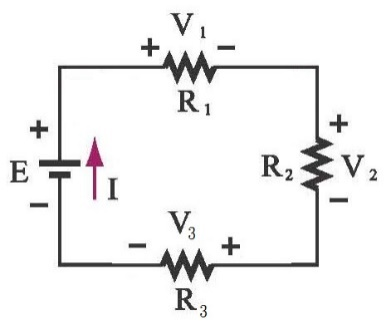 V₁
+ −
R₁
+ +
E I R₂ V₂
− −
V₃
− +
R₃